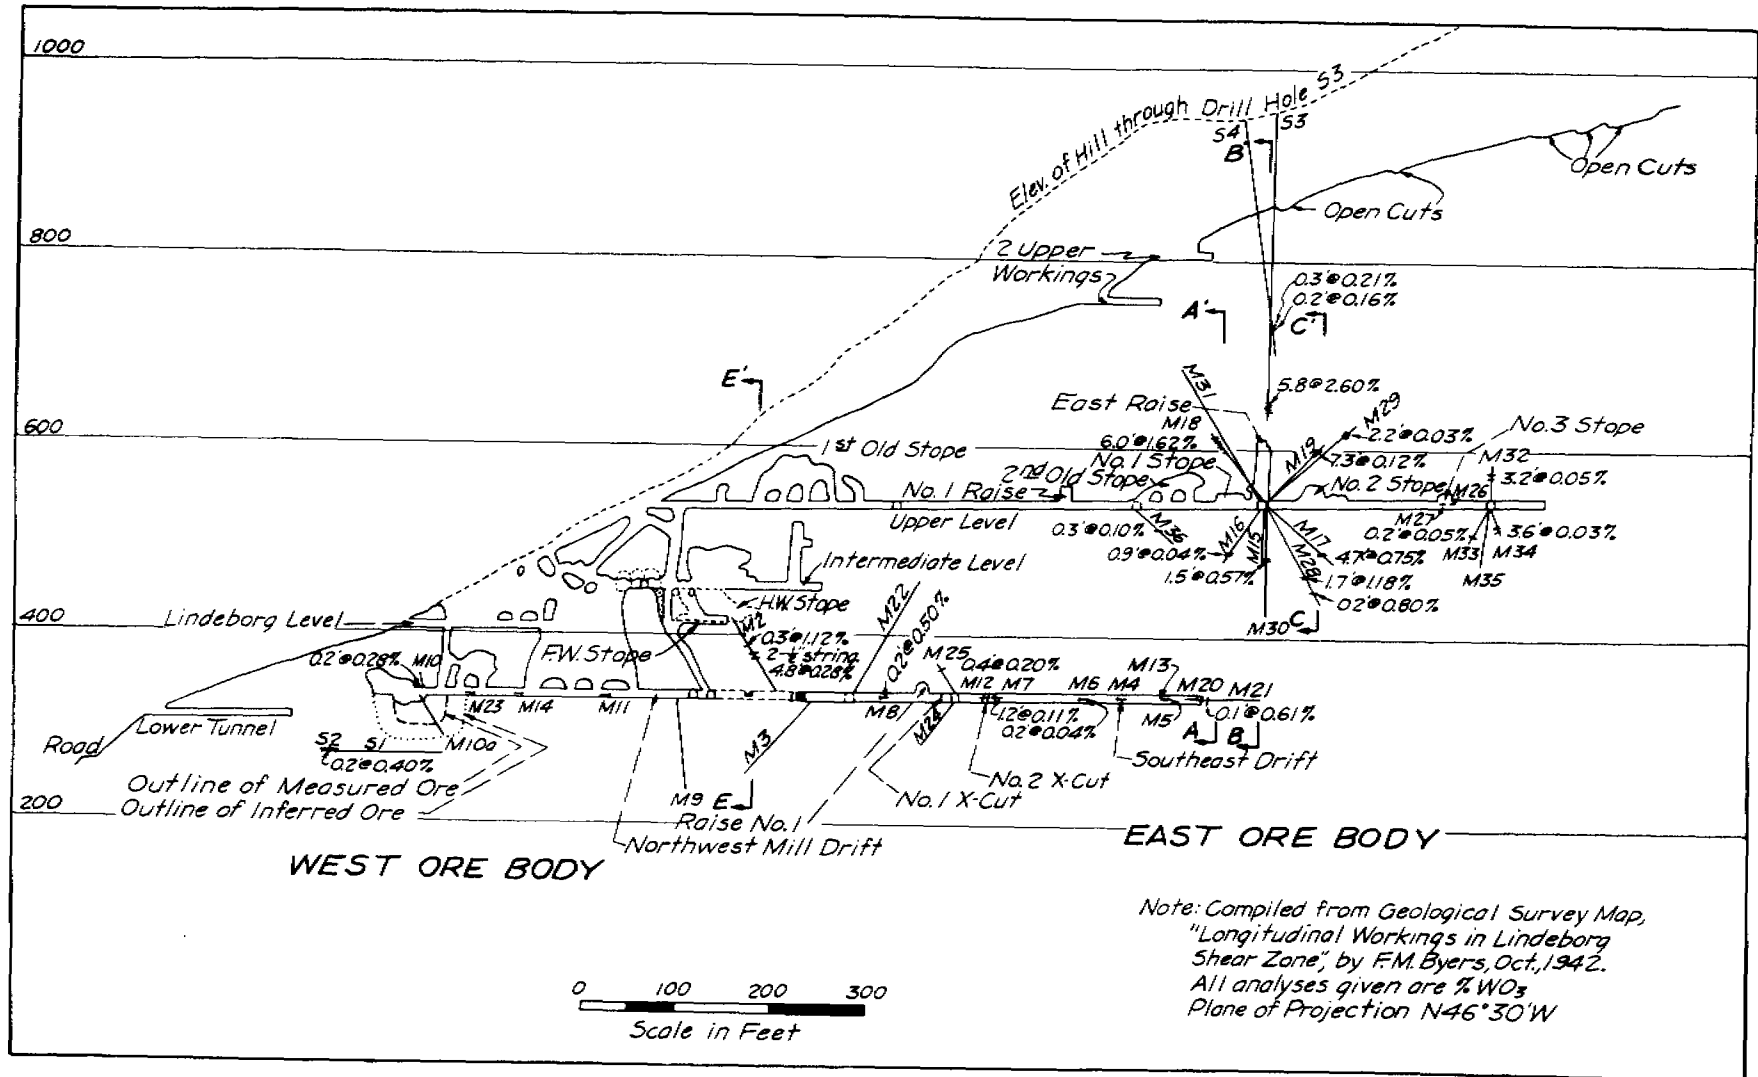 1000
Elev. of Hill through Drill Hole S3
S4
S3
B'
Open Cuts
Open Cuts
800
2 Upper
Workings
0.3'@0.21%
0.2'@0.16%
A'
C'
E'
M31
5.8@2.60%
East Raise
M18
M29
2.2'@0.03%
No.3 Stope
600
1st Old Stope
6.0'@1.62%
No.1 Stope
M19
7.3'@0.12%
M32
3.2'@0.05%
2nd Old Stope
No.2 Stope
M26
No.1 Raise
Upper Level
M27
0.3'@0.10%
M36
M16
M15
M17
0.2'@0.05%
3.6'@0.03%
0.9'@0.04%
4.7'@0.75%
M33
M34
Intermediate Level
1.5'@0.57%
M28
1.7'@1.18%
M35
H.W. Stope
0.2'@0.80%
M22
400
Lindeborg Level
M2
0.3'@1.12%
0.2'@0.50%
M30
C
F.W. Stope
2-½" string.
4.8'@0.28%
0.2'@0.28%
M10
M25
0.4@0.20%
M13
M12
M7
M6
M4
M20
M21
M23
M14
M11
M8
M24
1.2'@0.11%
0.2'@0.04%
M5
0.1'@0.61%
Lower Tunnel
Road
S2
S1
0.2'@0.40%
M10a
M3
A
B
Southeast Drift
Outline of Measured Ore
No.2 X-Cut
No.1 X-Cut
200
Outline of Inferred Ore
M9
E
Raise No.1
Northwest Mill Drift
EAST ORE BODY
WEST ORE BODY
Note: Compiled from Geological Survey Map,
"Longitudinal Workings in Lindeborg
Shear Zone", by F.M. Byers, Oct., 1942.
All analyses given are % WO₃
Plane of Projection N46°30'W
0 100 200 300
Scale in Feet